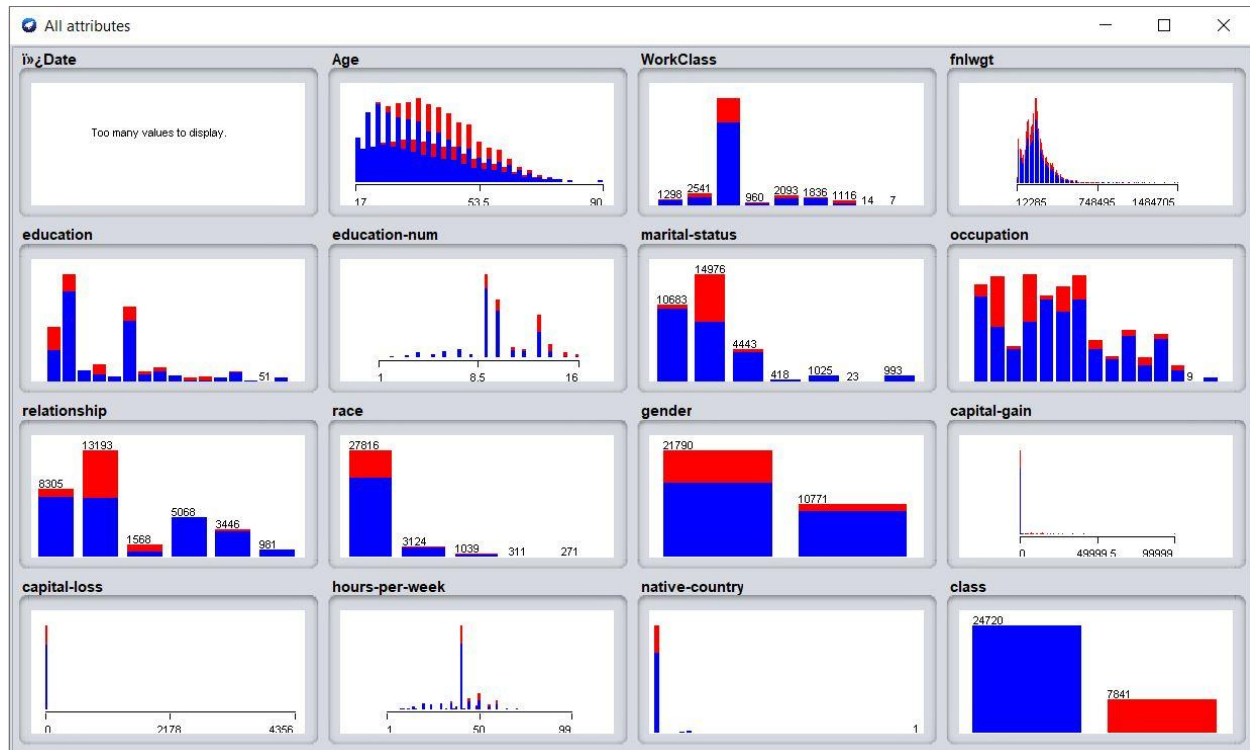 All attributes
ï»¿Date
Age
WorkClass
fnlwgt
Too many values to display.
17
53.5
90
1298
2541
960
2093
1836
1116
14
7
12285
748495
1484705
education
education-num
marital-status
occupation
51
1
8.5
16
10683
14976
4443
418
1025
23
993
9
relationship
race
gender
capital-gain
8305
13193
1568
5068
3446
981
27816
3124
1039
311
271
21790
10771
0
49999.5
99999
capital-loss
hours-per-week
native-country
class
0
2178
4356
1
50
99
1
24720
7841